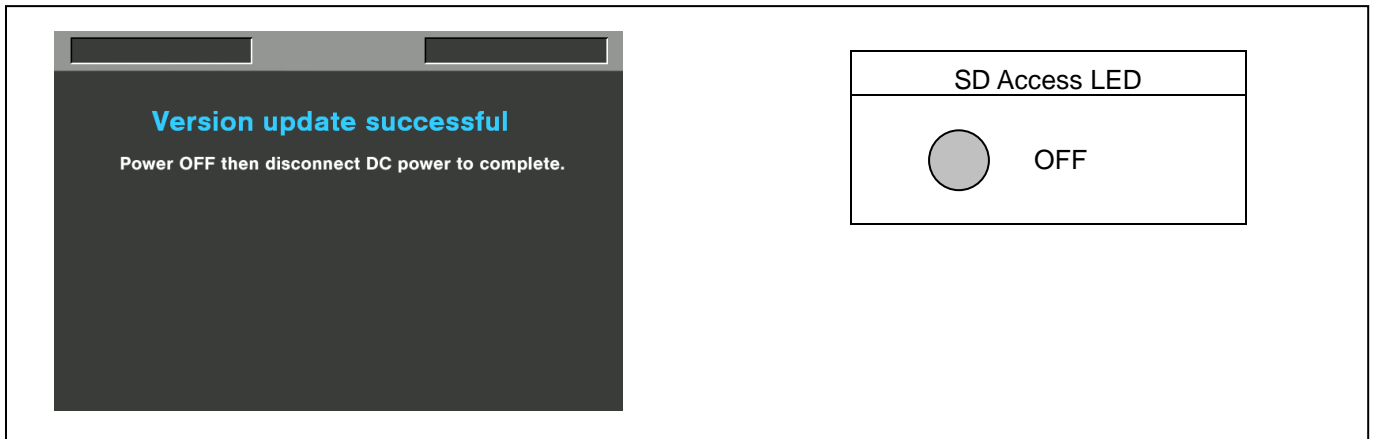 Version update successful
Power OFF then disconnect DC power to complete.
SD Access LED
OFF